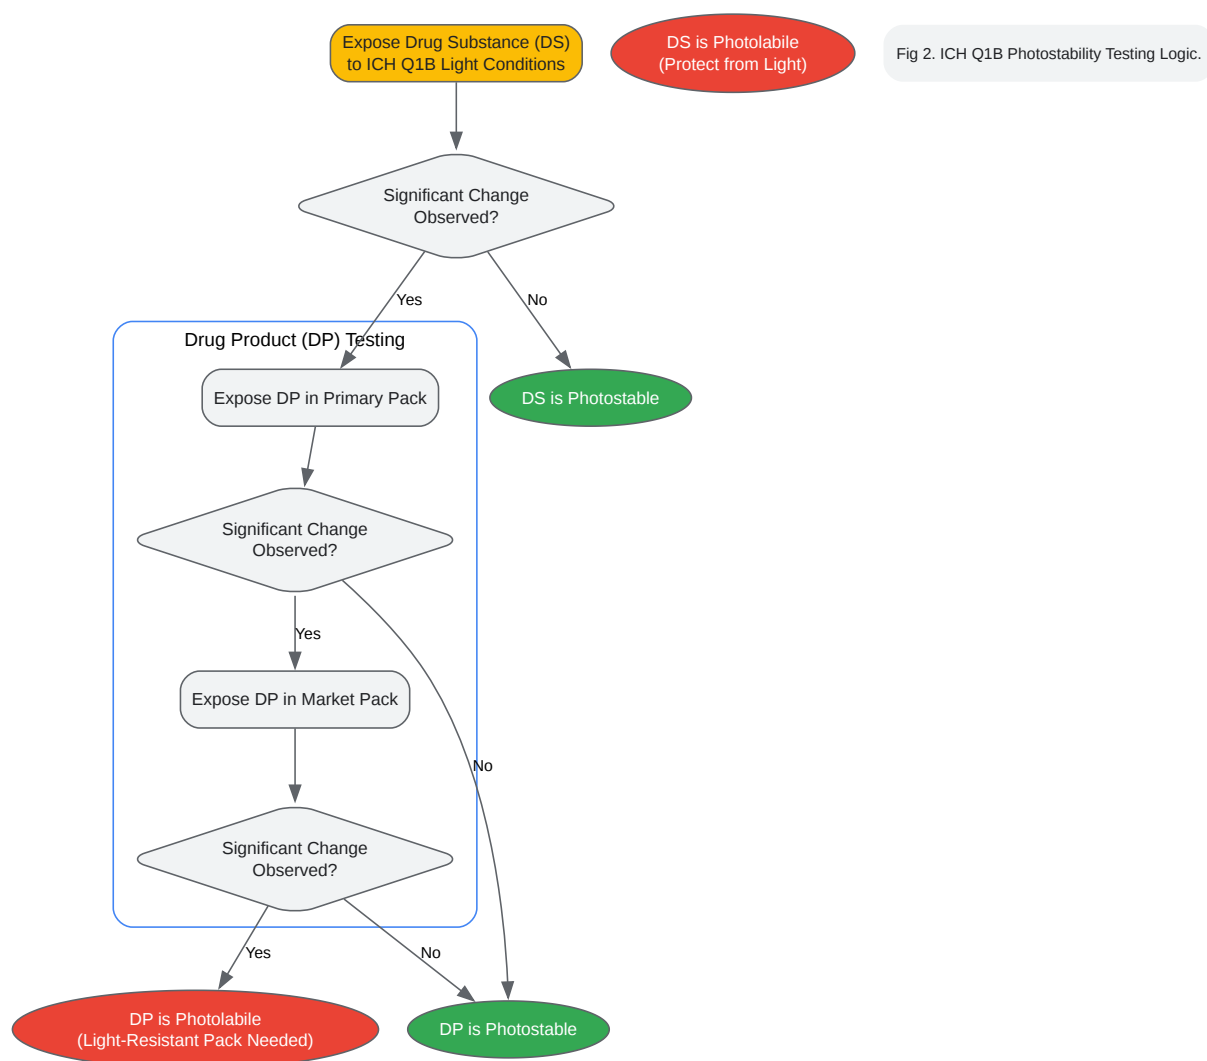 Expose Drug Substance (DS)
to ICH Q1B Light Conditions
DS is Photolabile
(Protect from Light)
Fig 2. ICH Q1B Photostability Testing Logic.
Significant Change
Observed?
Yes
No
Drug Product (DP) Testing
Expose DP in Primary Pack
DS is Photostable
Significant Change
Observed?
Yes
Expose DP in Market Pack
No
Significant Change
Observed?
Yes
No
DP is Photolabile
(Light-Resistant Pack Needed)
DP is Photostable